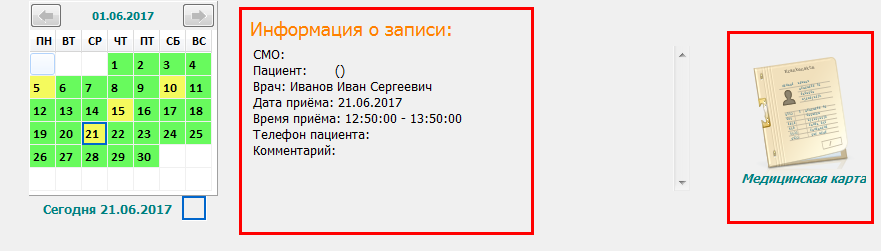 01.06.2017
ПН ВТ СР ЧТ ПТ СБ ВС
1 2 3 4
5 6 7 8 9 10 11
12 13 14 15 16 17 18
19 20 21 22 23 24 25
26 27 28 29 30
Сегодня 21.06.2017
Информация о записи:
СМО:
Пациент: ()
Врач: Иванов Иван Сергеевич
Дата приёма: 21.06.2017
Время приёма: 12:50:00 - 13:50:00
Телефон пациента:
Комментарий:
Медицинская карта